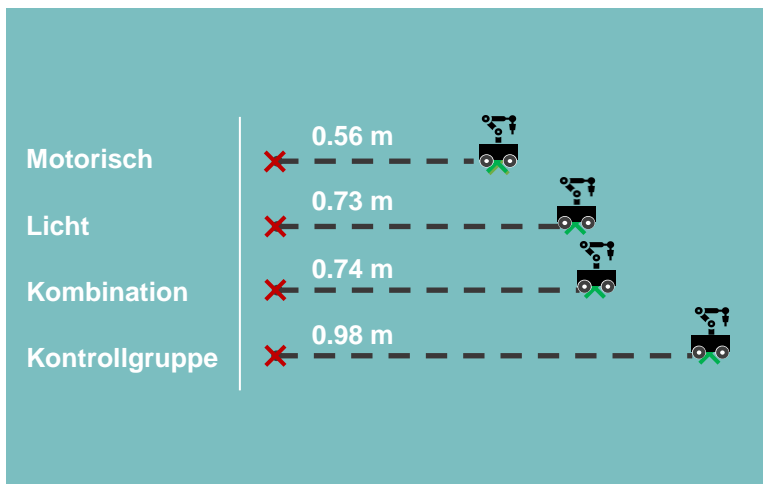 Motorisch
0.56 m
Licht
0.73 m
Kombination
0.74 m
Kontrollgruppe
0.98 m